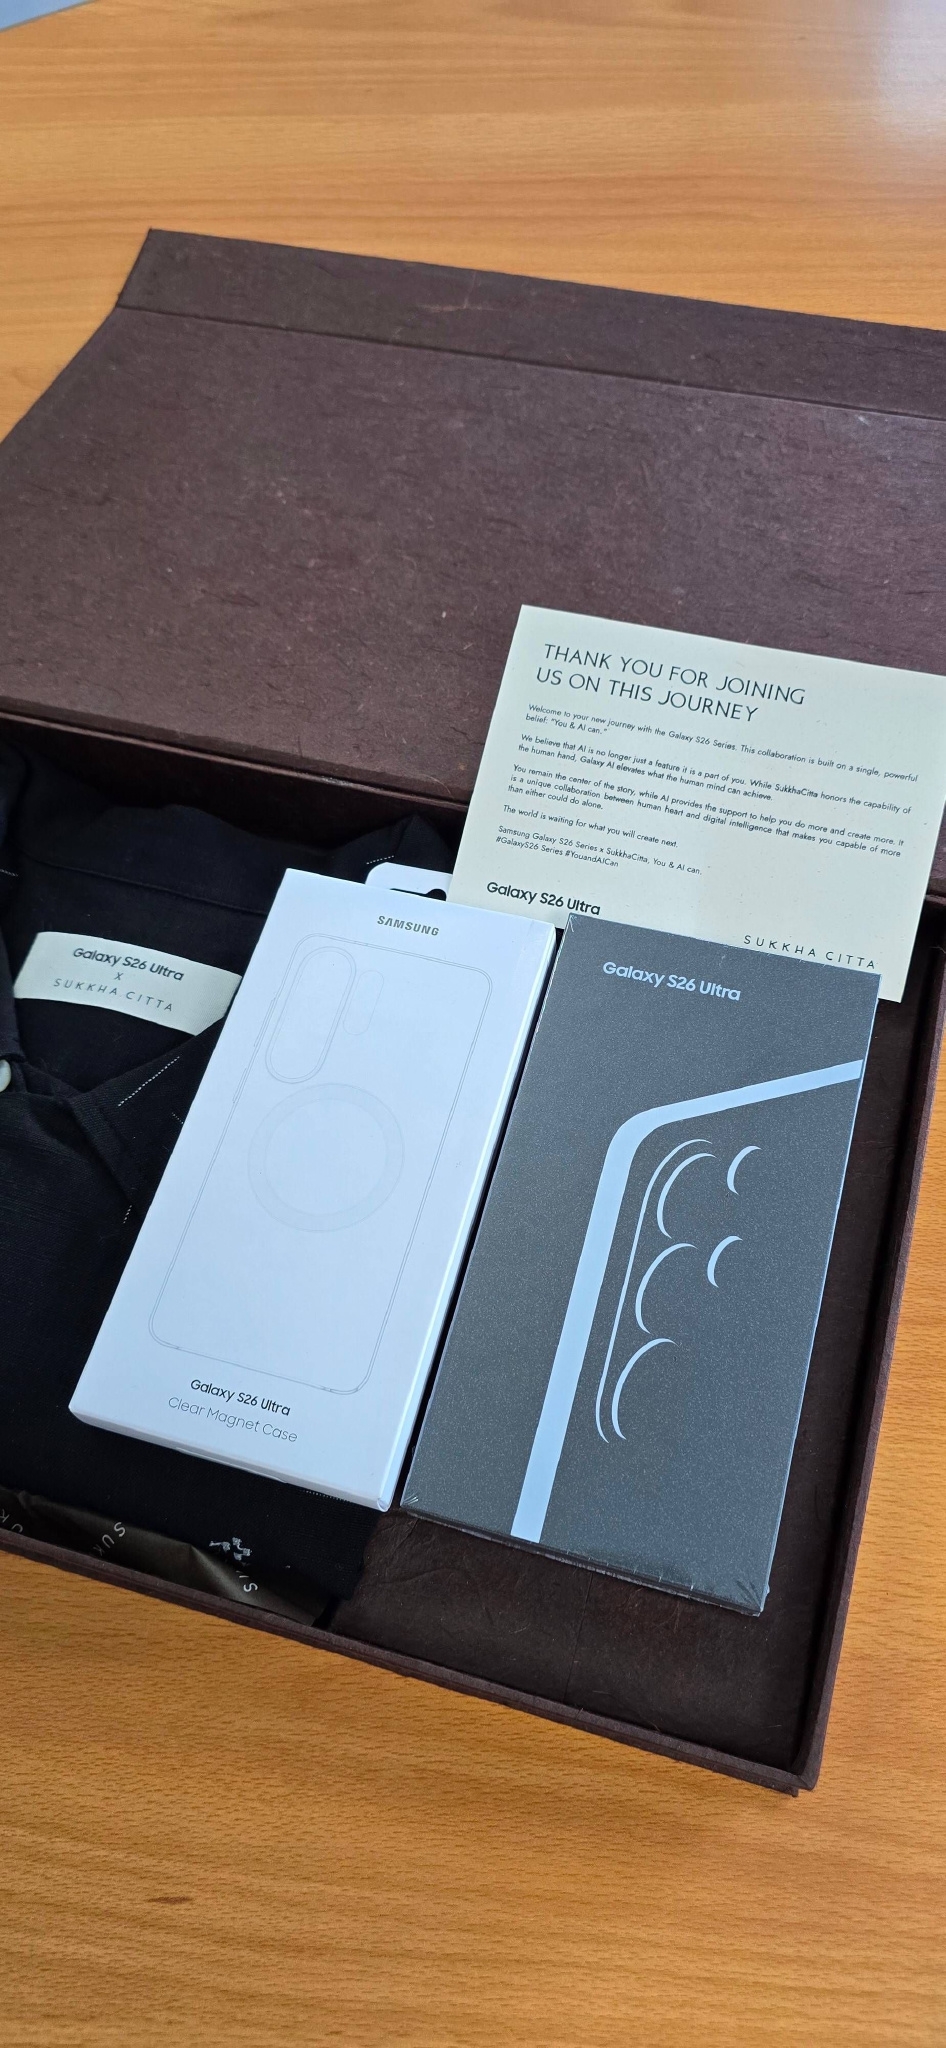 THANK YOU FOR JOINING
US ON THIS JOURNEY
Welcome to your new journey with the Galaxy S26 Series. This collaboration is built on a single, powerful
belief: "You & AI can."
We believe that AI is no longer just a feature it is a part of you. While SukkhaCitta honors the capability of
the human hand, Galaxy AI elevates what the human mind can achieve.
You remain the center of the story, while AI provides the support to help you do more and create more. It
is a unique collaboration between human heart and digital intelligence that makes you capable of more
than either could do alone.
The world is waiting for what you will create next.
Samsung Galaxy S26 Series x SukkhaCitta, You & AI can.
#GalaxyS26 Series #YouandAICan
Galaxy S26 Ultra
SUKKHA CITTA
Galaxy S26 Ultra
x
SUKKHA CITTA
SAMSUNG
Galaxy S26 Ultra
Clear Magnet Case
Galaxy S26 Ultra
SUK